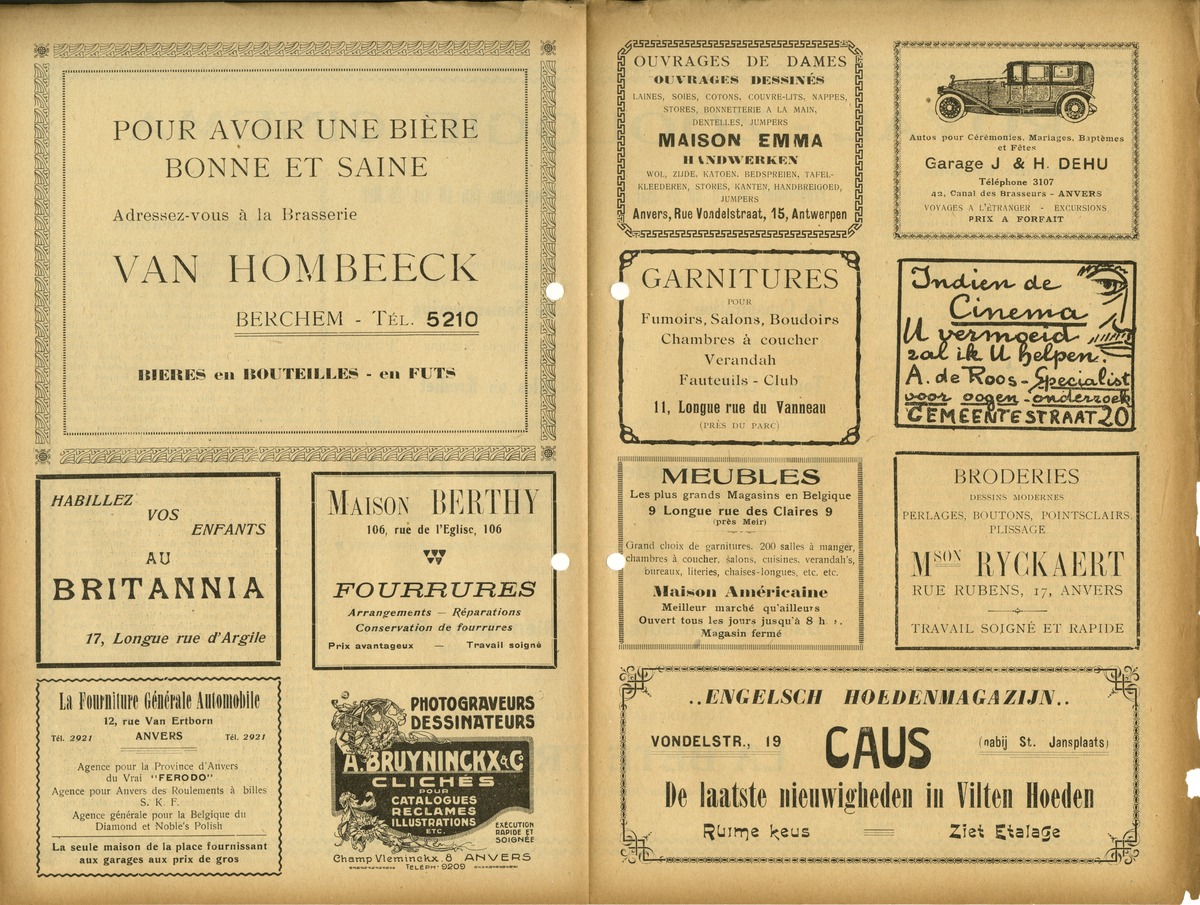 POUR AVOIR UNE BIÈRE
BONNE ET SAINE
Adressez-vous à la Brasserie
VAN HOMBEECK
BERCHEM - TÉL. 5210
BIERES en BOUTEILLES - en FUTS
HABILLEZ
VOS
ENFANTS
AU
BRITANNIA
17, Longue rue d'Argile
MAISON BERTHY
106, rue de l'Eglise, 106
FOURRURES
Arrangements — Réparations
Conservation de fourrures
Prix avantageux — Travail soigné
La Fourniture Générale Automobile
12, rue Van Ertborn
Tél. 2921 ANVERS Tél. 2921
Agence pour la Province d'Anvers
du Vrai "FERODO"
Agence pour Anvers des Roulements à billes
S. K. F.
Agence générale pour la Belgique du
Diamond et Noble's Polish
La seule maison de la place fournissant
aux garages aux prix de gros
PHOTOGRAVEURS
DESSINATEURS
A. BRUYNINCKX & Co
CLICHÉS
POUR
CATALOGUES
RECLAMES
ILLUSTRATIONS
ETC.
EXÉCUTION
RAPIDE ET
SOIGNÉE
Champ Vleminckx. 8 ANVERS
TELÉPH. 9209
OUVRAGES DE DAMES
OUVRAGES DESSINÉS
LAINES, SOIES, COTONS, COUVRE-LITS, NAPPES,
STORES, BONNETTERIE A LA MAIN,
DENTELLES, JUMPERS
MAISON EMMA
HANDWERKEN
WOL, ZIJDE, KATOEN, BEDSPREIEN, TAFEL-
KLEEDEREN, STORES, KANTEN, HANDBREIGOED,
JUMPERS
Anvers, Rue Vondelstraat, 15, Antwerpen
Autos pour Cérémonies, Mariages, Baptêmes
et Fêtes
Garage J & H. DEHU
Téléphone 3107
42, Canal des Brasseurs - ANVERS
VOYAGES A L'ÉTRANGER - EXCURSIONS
PRIX A FORFAIT
GARNITURES
POUR
Fumoirs, Salons, Boudoirs
Chambres à coucher
Verandah
Fauteuils - Club
11, Longue rue du Vanneau
(PRÈS DU PARC)
Indien de
Cinema
U vermoeid
zal ik U helpen.
A. de Roos - Specialist
voor oogen-onderzoek
GEMEENTESTRAAT 20
MEUBLES
Les plus grands Magasins en Belgique
9 Longue rue des Claires 9
(près Meir)
Grand choix de garnitures. 200 salles à manger,
chambres à coucher, salons, cuisines, verandah's,
bureaux, literies, chaises-longues, etc. etc.
Maison Américaine
Meilleur marché qu'ailleurs
Ouvert tous les jours jusqu'à 8 h.
Magasin fermé
BRODERIES
DESSINS MODERNES
PERLAGES, BOUTONS, POINTSCLAIRS,
PLISSAGE
MSON RYCKAERT
RUE RUBENS, 17, ANVERS
TRAVAIL SOIGNÉ ET RAPIDE
..ENGELSCH HOEDENMAGAZIJN..
VONDELSTR., 19 CAUS (nabij St. Jansplaats)
De laatste nieuwigheden in Vilten Hoeden
Ruime keus Ziet Etalage